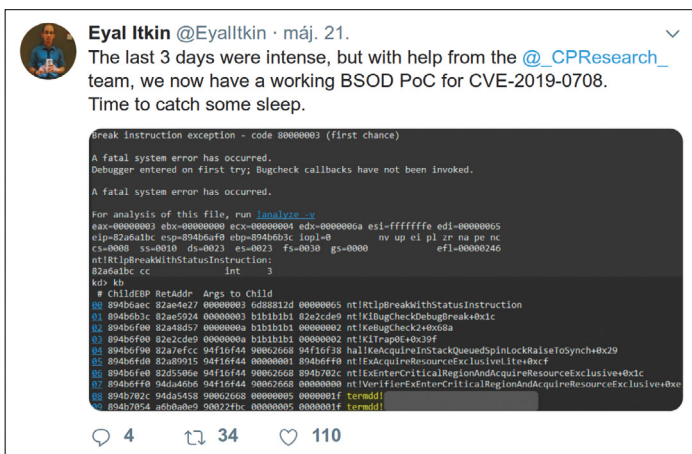 Eyal Itkin @EyalItkin · máj. 21.
The last 3 days were intense, but with help from the @_CPResearch_
team, we now have a working BSOD PoC for CVE-2019-0708.
Time to catch some sleep.
Break instruction exception - code 80000003 (first chance)
A fatal system error has occurred.
Debugger entered on first try; Bugcheck callbacks have not been invoked.
A fatal system error has occurred.
For analysis of this file, run !analyze -v
eax=00000003 ebx=00000000 ecx=00000004 edx=0000006a esi=fffffffe edi=00000065
eip=82a6a1bc esp=894b6af0 ebp=894b6b3c iopl=0 nv up ei pl zr na pe nc
cs=0008 ss=0010 ds=0023 es=0023 fs=0030 gs=0000 efl=00000246
nt!RtlpBreakWithStatusInstruction:
82a6a1bc cc int 3
kd> kb
# ChildEBP RetAddr Args to Child
00 894b6aec 82ae4e27 00000003 6d88812d 00000065 nt!RtlpBreakWithStatusInstruction
01 894b6b3c 82ae5924 00000003 b1b1b1b1 82e2cde9 nt!KiBugCheckDebugBreak+0x1c
02 894b6f00 82a48d57 0000000a b1b1b1b1 00000002 nt!KeBugCheck2+0x68a
03 894b6f00 82e2cde9 0000000a b1b1b1b1 00000002 nt!KiTrap0E+0x39f
04 894b6f90 82a7efcc 94f16f44 90062668 94f16f38 hal!KeAcquireInStackQueuedSpinLockRaiseToSynch+0x29
05 894b6fd0 82a89915 94f16f44 00000001 894b6ff0 nt!ExAcquireResourceExclusiveLite+0xcf
06 894b6fe0 82d5506e 94f16f44 90062668 894b702c nt!ExEnterCriticalRegionAndAcquireResourceExclusive+0x1c
07 894b6ff0 94da46b6 94f16f44 90062668 00000000 nt!VerifierExEnterCriticalRegionAndAcquireResourceExclusive+0xe
08 894b702c 94da5458 90062668 00000005 0000001f termdd!
09 894b7054 a6b0a0e9 90022fbc 00000005 0000001f termdd!
4 34 110